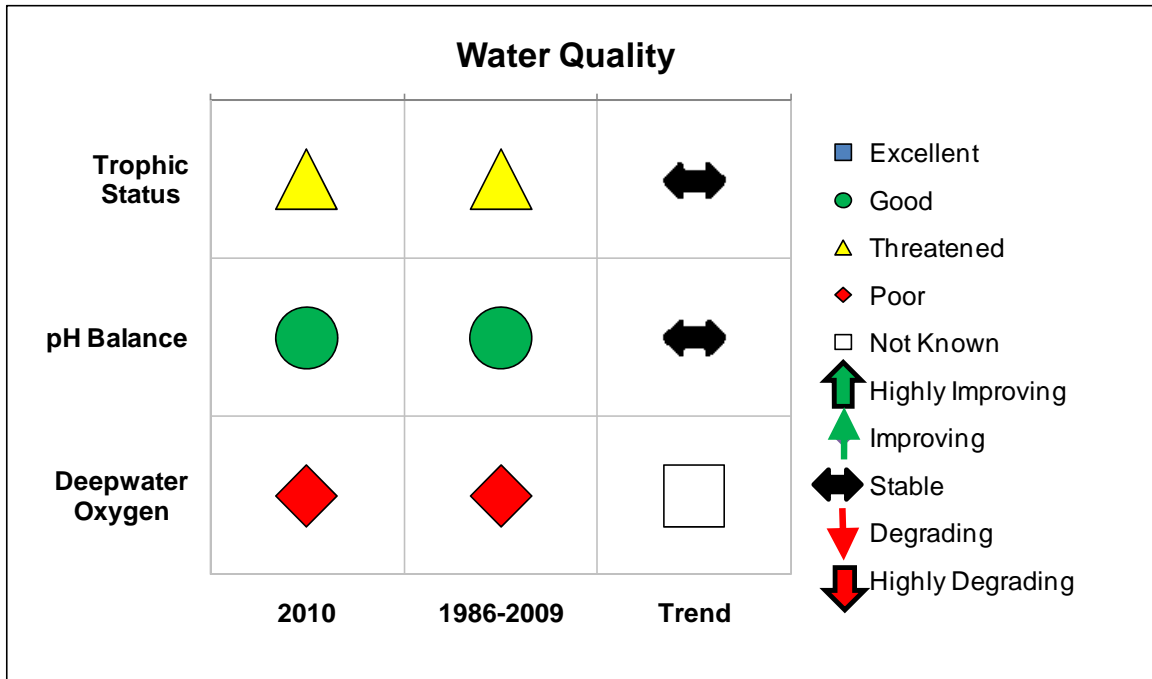 Water Quality
Trophic
Status
pH Balance
Deepwater
Oxygen
2010
1986-2009
Trend
Excellent
Good
Threatened
Poor
Not Known
Highly Improving
Improving
Stable
Degrading
Highly Degrading